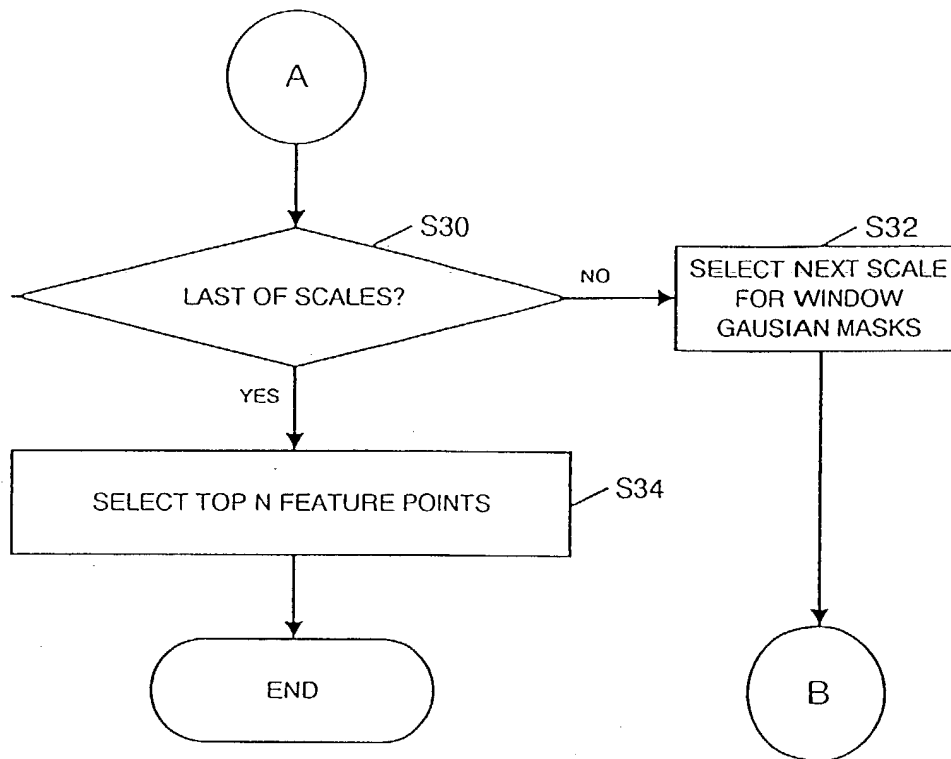 A
S30
LAST OF SCALES?
NO
S32
SELECT NEXT SCALE
FOR WINDOW
GAUSIAN MASKS
YES
SELECT TOP N FEATURE POINTS
S34
END
B